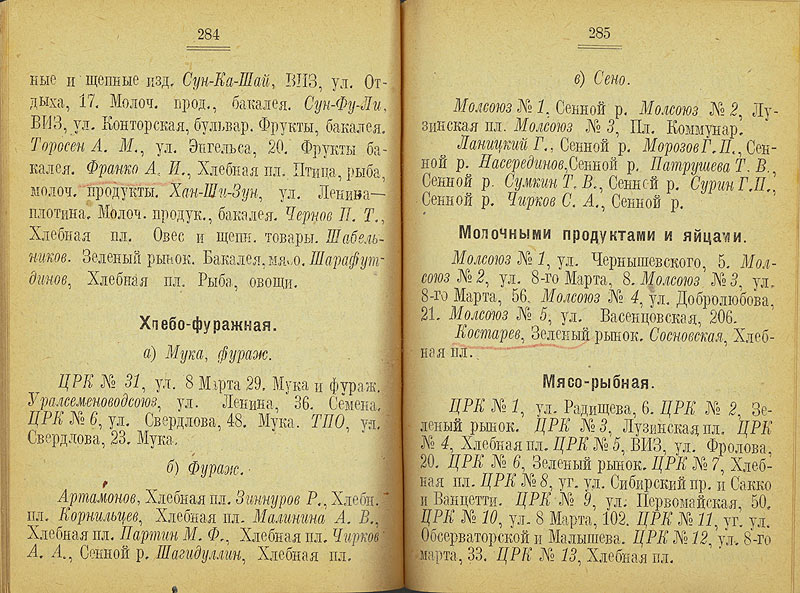 284
ные и щепные изд. Сун-Ка-Шай, ВИЗ, ул. От-
дыха, 17. Молоч. прод., бакалея. Сун-Фу-Ли,
ВИЗ, ул. Конторская, бульвар. Фрукты, бакалея.
Торосен А. М., ул. Энгельса, 20. Фрукты ба-
калея. Франко А. И., Хлебная пл. Птица, рыба,
молоч. продукты. Хан-Ши-Зун, ул. Ленина—
плотина. Молоч. продук., бакалея. Чернов П. Т.,
Хлебная пл. Овес и щепн. товары. Шабель-
ников. Зеленый рынок. Бакалея, мясо. Шарафут-
динов, Хлебная пл. Рыба, овощи.
Хлебо-фуражная.
а) Мука, фураж.
ЦРК № 31, ул. 8 Марта 29. Мука и фураж.
Уралсеменоводсоюз, ул. Ленина, 36. Семена.
ЦРК № 6, ул. Свердлова, 48. Мука. ТПО, ул.
Свердлова, 23. Мука.
б) Фураж.
Артамонов, Хлебная пл. Зиннуров Р., Хлебн.
пл. Корнильцев, Хлебная пл. Малинина А. В.,
Хлебная пл. Партин М. Ф., Хлебная пл. Чирков
А. А., Сенной р. Шагидуллин, Хлебная пл.
285
в) Сено.
Молсоюз № 1, Сенной р. Молсоюз № 2, Лу-
зинская пл. Молсоюз № 3, Пл. Коммунар.
Ланицкий Г., Сенной р. Морозов Г. П., Сен-
ной р. Насерединов, Сенной р. Патрушева Т. В.,
Сенной р. Сумкин Т. В., Сенной р. Сурин Г. П.,
Сенной р. Чирков С. А., Сенной р.
Молочными продуктами и яйцами.
Молсоюз № 1, ул. Чернышевского, 5. Мол-
союз № 2, ул. 8-го Марта, 8. Молсоюз № 3, ул.
8-го Марта, 56. Молсоюз № 4, ул. Добролюбова,
21. Молсоюз № 5, ул. Васенцовская, 206.
Костарев, Зеленый рынок. Сосновская, Хлеб-
ная пл.
Мясо-рыбная.
ЦРК № 1, ул. Радищева, 6. ЦРК № 2, Зе-
леный рынок. ЦРК № 3, Лузинская пл. ЦРК
№ 4, Хлебная пл. ЦРК № 5, ВИЗ, ул. Фролова,
20. ЦРК № 6, Зеленый рынок. ЦРК № 7, Хлеб-
ная пл. ЦРК № 8, уг. ул. Сибирский пр. и Сакко
и Ванцетти. ЦРК № 9, ул. Первомайская, 50.
ЦРК № 10, ул. 8 Марта, 102. ЦРК № 11, уг. ул.
Обсерваторской и Малышева. ЦРК № 12, ул. 8-го
марта, 33. ЦРК № 13, Хлебная пл.